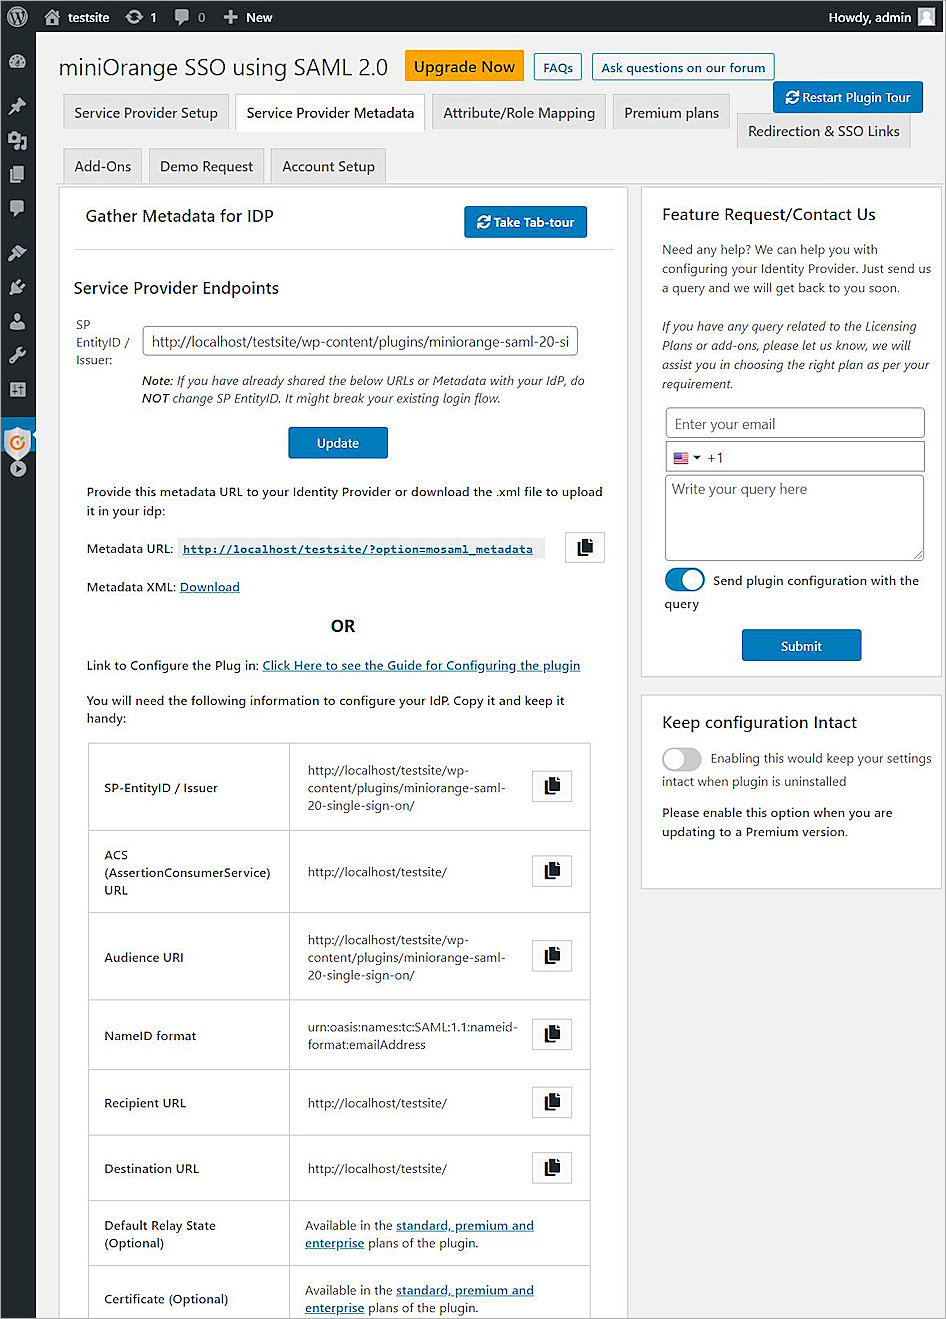 testsite 1 0 New Howdy, admin
miniOrange SSO using SAML 2.0 Upgrade Now FAQs Ask questions on our forum
Restart Plugin Tour
Service Provider Setup Service Provider Metadata Attribute/Role Mapping Premium plans
Redirection & SSO Links
Add-Ons Demo Request Account Setup
Gather Metadata for IDP
Take Tab-tour
Service Provider Endpoints
SP
EntityID /
Issuer:
http://localhost/testsite/wp-content/plugins/miniorange-saml-20-si
Note: If you have already shared the below URLs or Metadata with your IdP, do
NOT change SP EntityID. It might break your existing login flow.
Update
Provide this metadata URL to your Identity Provider or download the .xml file to upload
it in your idp:
Metadata URL: http://localhost/testsite/?option=mosaml_metadata
Metadata XML: Download
OR
Link to Configure the Plug in: Click Here to see the Guide for Configuring the plugin
You will need the following information to configure your IdP. Copy it and keep it
handy:
SP-EntityID / Issuer
http://localhost/testsite/wp-
content/plugins/miniorange-saml-
20-single-sign-on/
ACS
(AssertionConsumerService)
URL
http://localhost/testsite/
Audience URI
http://localhost/testsite/wp-
content/plugins/miniorange-saml-
20-single-sign-on/
NameID format
urn:oasis:names:tc:SAML:1.1:nameid-
format:emailAddress
Recipient URL
http://localhost/testsite/
Destination URL
http://localhost/testsite/
Default Relay State
(Optional)
Available in the standard, premium and
enterprise plans of the plugin.
Certificate (Optional)
Available in the standard, premium and
enterprise plans of the plugin.
Feature Request/Contact Us
Need any help? We can help you with
configuring your Identity Provider. Just send us
a query and we will get back to you soon.
If you have any query related to the Licensing
Plans or add-ons, please let us know, we will
assist you in choosing the right plan as per your
requirement.
Enter your email
+1
Write your query here
Send plugin configuration with the
query
Submit
Keep configuration Intact
Enabling this would keep your settings
intact when plugin is uninstalled
Please enable this option when you are
updating to a Premium version.